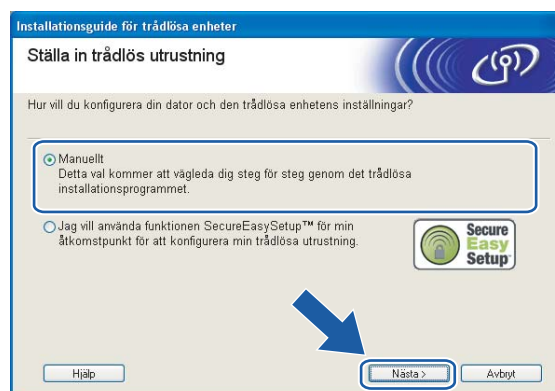 Installationsguide för trådlösa enheter
Ställa in trådlös utrustning
Hur vill du konfigurera din dator och den trådlösa enhetens inställningar?
Manuellt
Detta val kommer att vägleda dig steg för steg genom det trådlösa
installationsprogrammet.
Jag vill använda funktionen SecureEasySetup™ för min
åtkomstpunkt för att konfigurera min trådlösa utrustning.
Secure
Easy
Setup
Hjälp
Nästa >
Avbryt